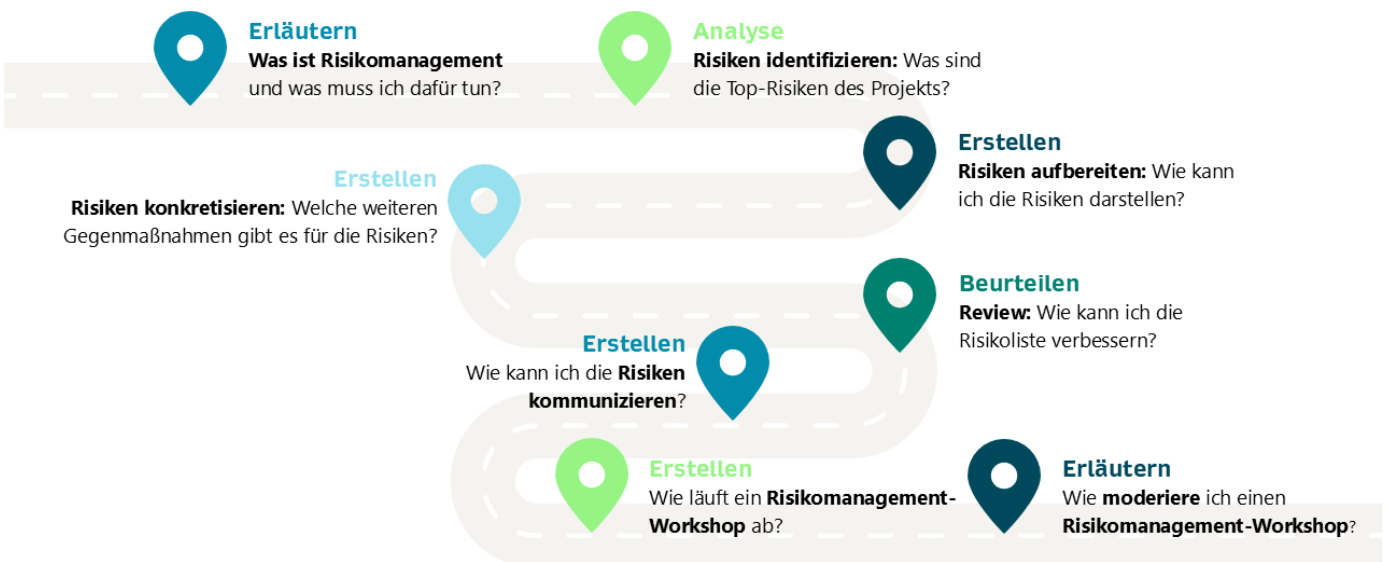 Erläutern
Was ist Risikomanagement
und was muss ich dafür tun?
Analyse
Risiken identifizieren: Was sind
die Top-Risiken des Projekts?
Erstellen
Risiken aufbereiten: Wie kann
ich die Risiken darstellen?
Erstellen
Risiken konkretisieren: Welche weiteren
Gegenmaßnahmen gibt es für die Risiken?
Beurteilen
Review: Wie kann ich die
Risikoliste verbessern?
Erstellen
Wie kann ich die Risiken
kommunizieren?
Erstellen
Wie läuft ein Risikomanagement-
Workshop ab?
Erläutern
Wie moderiere ich einen
Risikomanagement-Workshop?